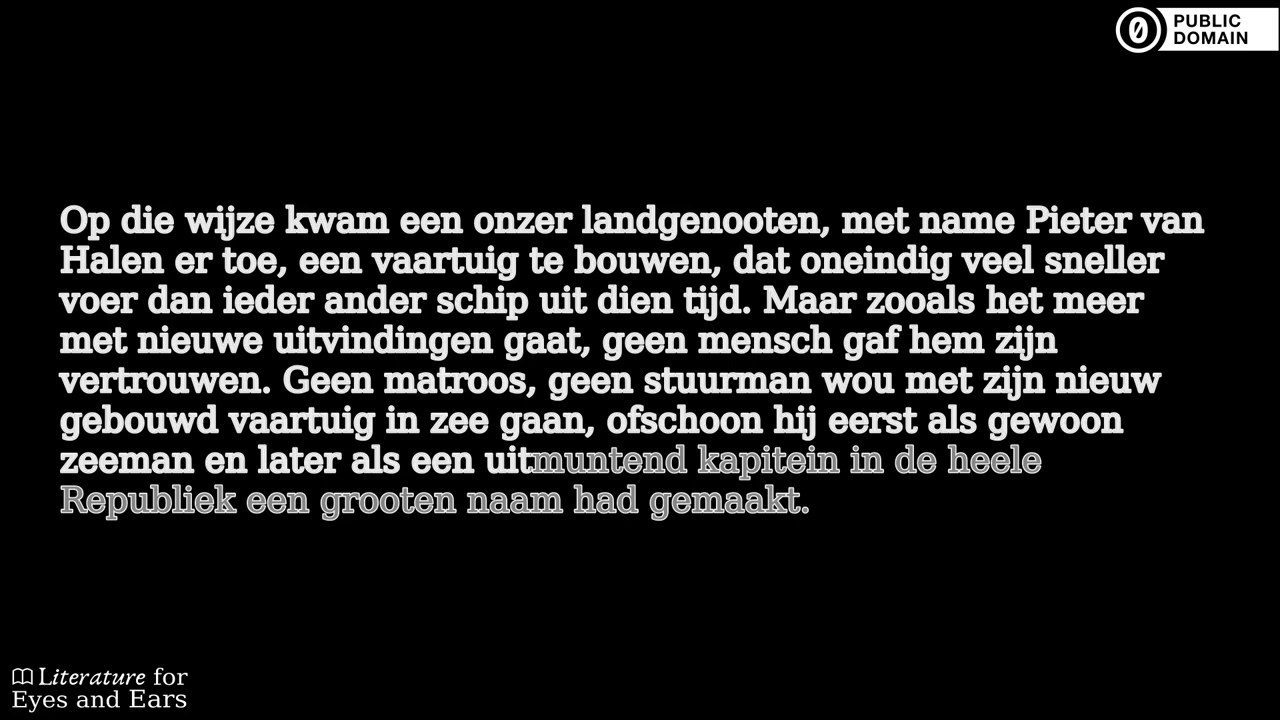 PUBLIC
DOMAIN
Op die wijze kwam een onzer landgenooten, met name Pieter van
Halen er toe, een vaartuig te bouwen, dat oneindig veel sneller
voer dan ieder ander schip uit dien tijd. Maar zooals het meer
met nieuwe uitvindingen gaat, geen mensch gaf hem zijn
vertrouwen. Geen matroos, geen stuurman wou met zijn nieuw
gebouwd vaartuig in zee gaan, ofschoon hij eerst als gewoon
zeeman en later als een uitmuntend kapitein in de heele
Republiek een grooten naam had gemaakt.
Literature for
Eyes and Ears